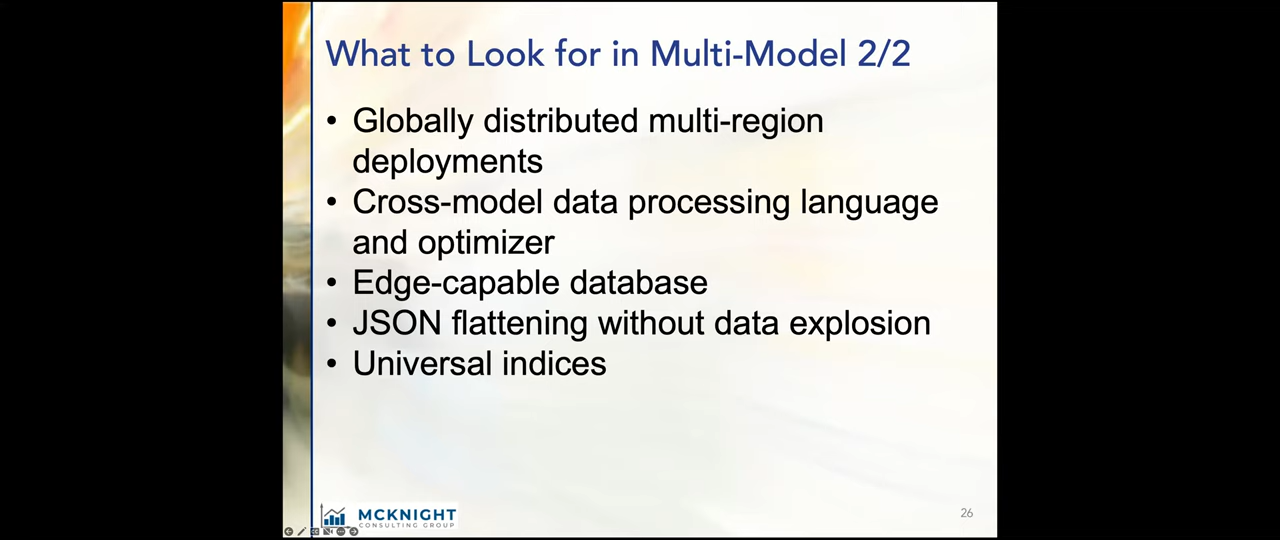 What to Look for in Multi-Model 2/2
• Globally distributed multi-region
deployments
• Cross-model data processing language
and optimizer
• Edge-capable database
• JSON flattening without data explosion
• Universal indices
MCKNIGHT
CONSULTING GROUP
26